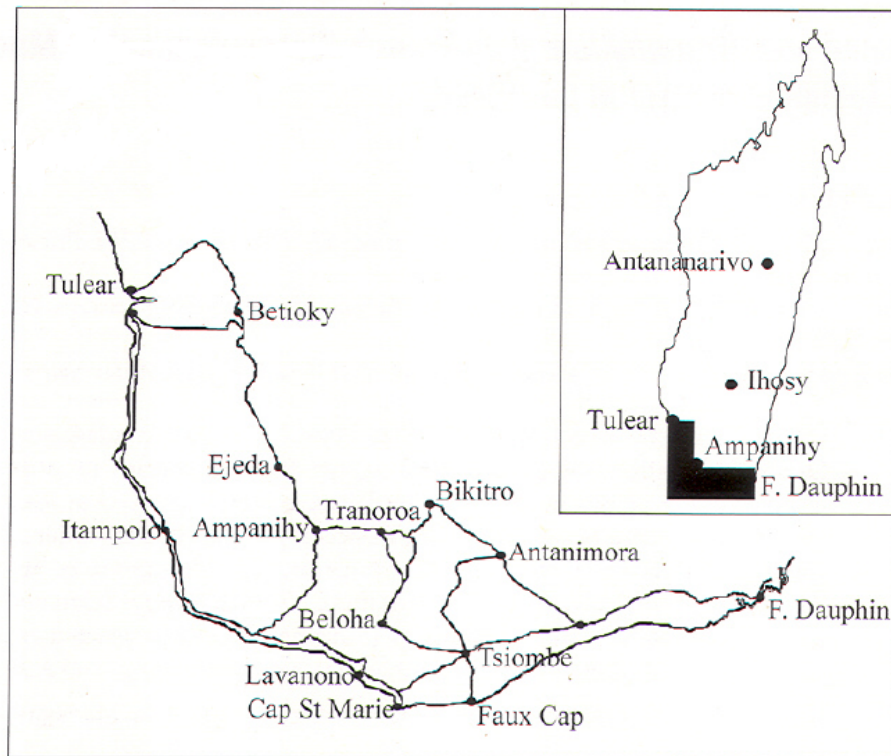 Tulear
Betioky
Ejeda
Bikitro
Tranoroa
Itampolo
Ampanihy
Antanimora
Beloha
F. Dauphin
Tsiombe
Lavanono
Cap St Marie
Faux Cap
Antananarivo
Ihosy
Tulear
Ampanihy
F. Dauphin